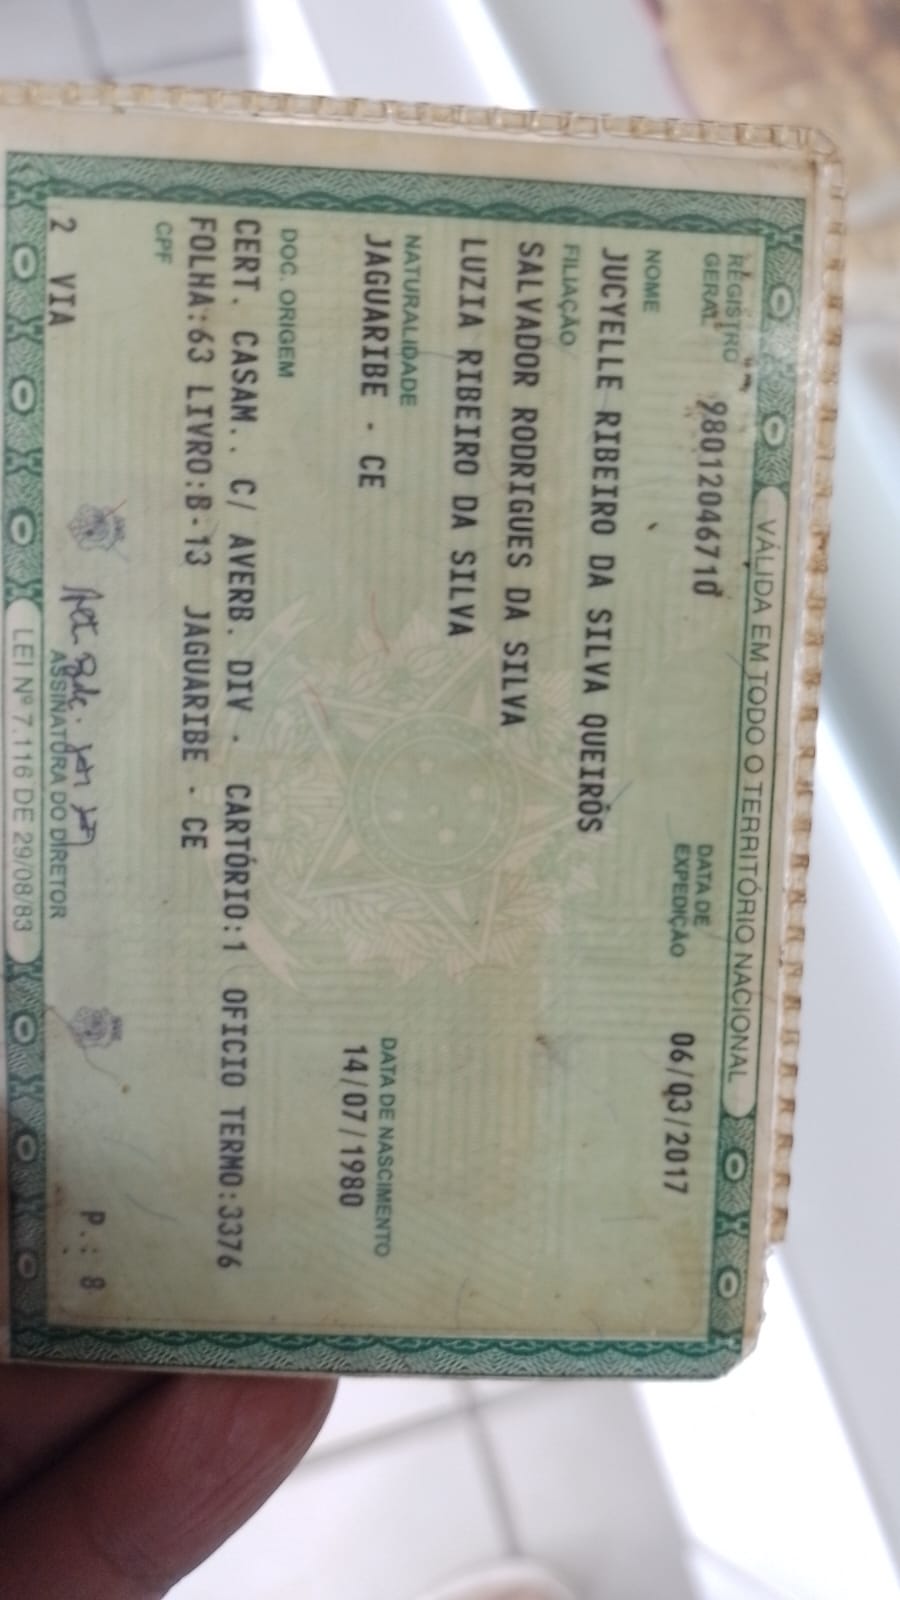 VÁLIDA EM TODO O TERRITÓRIO NACIONAL
REGISTRO GERAL 98012046710 DATA DE EXPEDIÇÃO 06/03/2017
NOME
JUCYELLE RIBEIRO DA SILVA QUEIRÓS
FILIAÇÃO
SALVADOR RODRIGUES DA SILVA
LUZIA RIBEIRO DA SILVA
NATURALIDADE DATA DE NASCIMENTO
JAGUARIBE - CE 14/07/1980
DOC. ORIGEM
CERT. CASAM.. C/ AVERB. DIV - CARTÓRIO:1 OFICIO TERMO:3376
FOLHA:63 LIVRO:B-13 JAGUARIBE - CE
CPF
2 VIA P.: 8
ASSINATURA DO DIRETOR
LEI Nº 7.116 DE 29/08/83